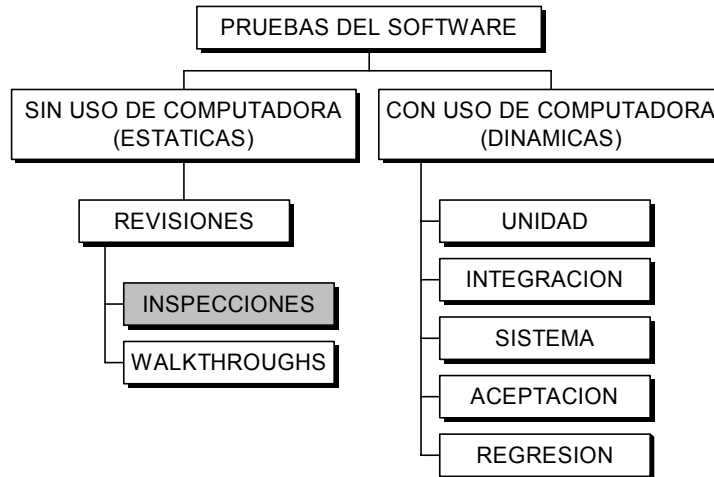 PRUEBAS DEL SOFTWARE
SIN USO DE COMPUTADORA
(ESTATICAS)
CON USO DE COMPUTADORA
(DINAMICAS)
REVISIONES
INSPECCIONES
WALKTHROUGHS
UNIDAD
INTEGRACION
SISTEMA
ACEPTACION
REGRESION